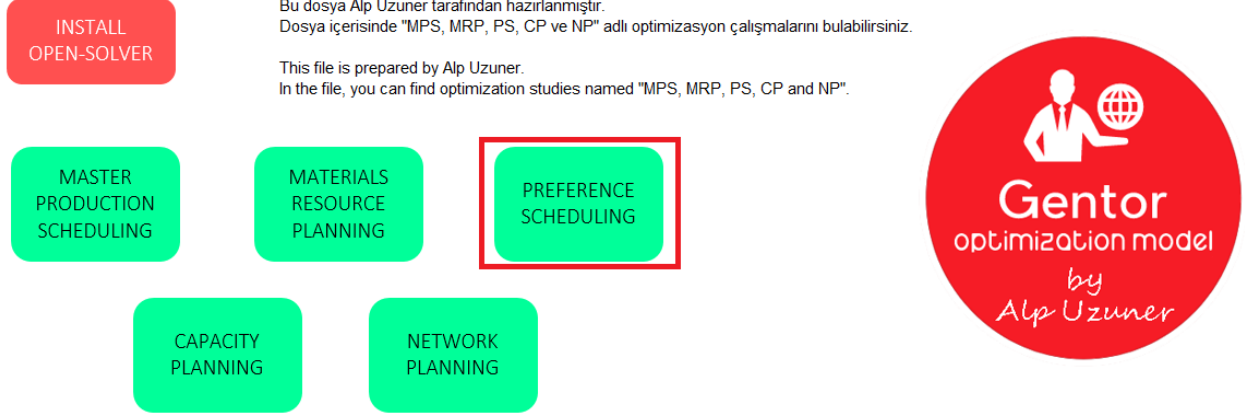 Bu dosya Alp Uzuner tarafından hazırlanmıştır.
Dosya içerisinde "MPS, MRP, PS, CP ve NP" adlı optimizasyon çalışmalarını bulabilirsiniz.
This file is prepared by Alp Uzuner.
In the file, you can find optimization studies named "MPS, MRP, PS, CP and NP".
INSTALL
OPEN-SOLVER
MASTER
PRODUCTION
SCHEDULING
MATERIALS
RESOURCE
PLANNING
PREFERENCE
SCHEDULING
CAPACITY
PLANNING
NETWORK
PLANNING
Gentor
optimization model
by
Alp Uzuner